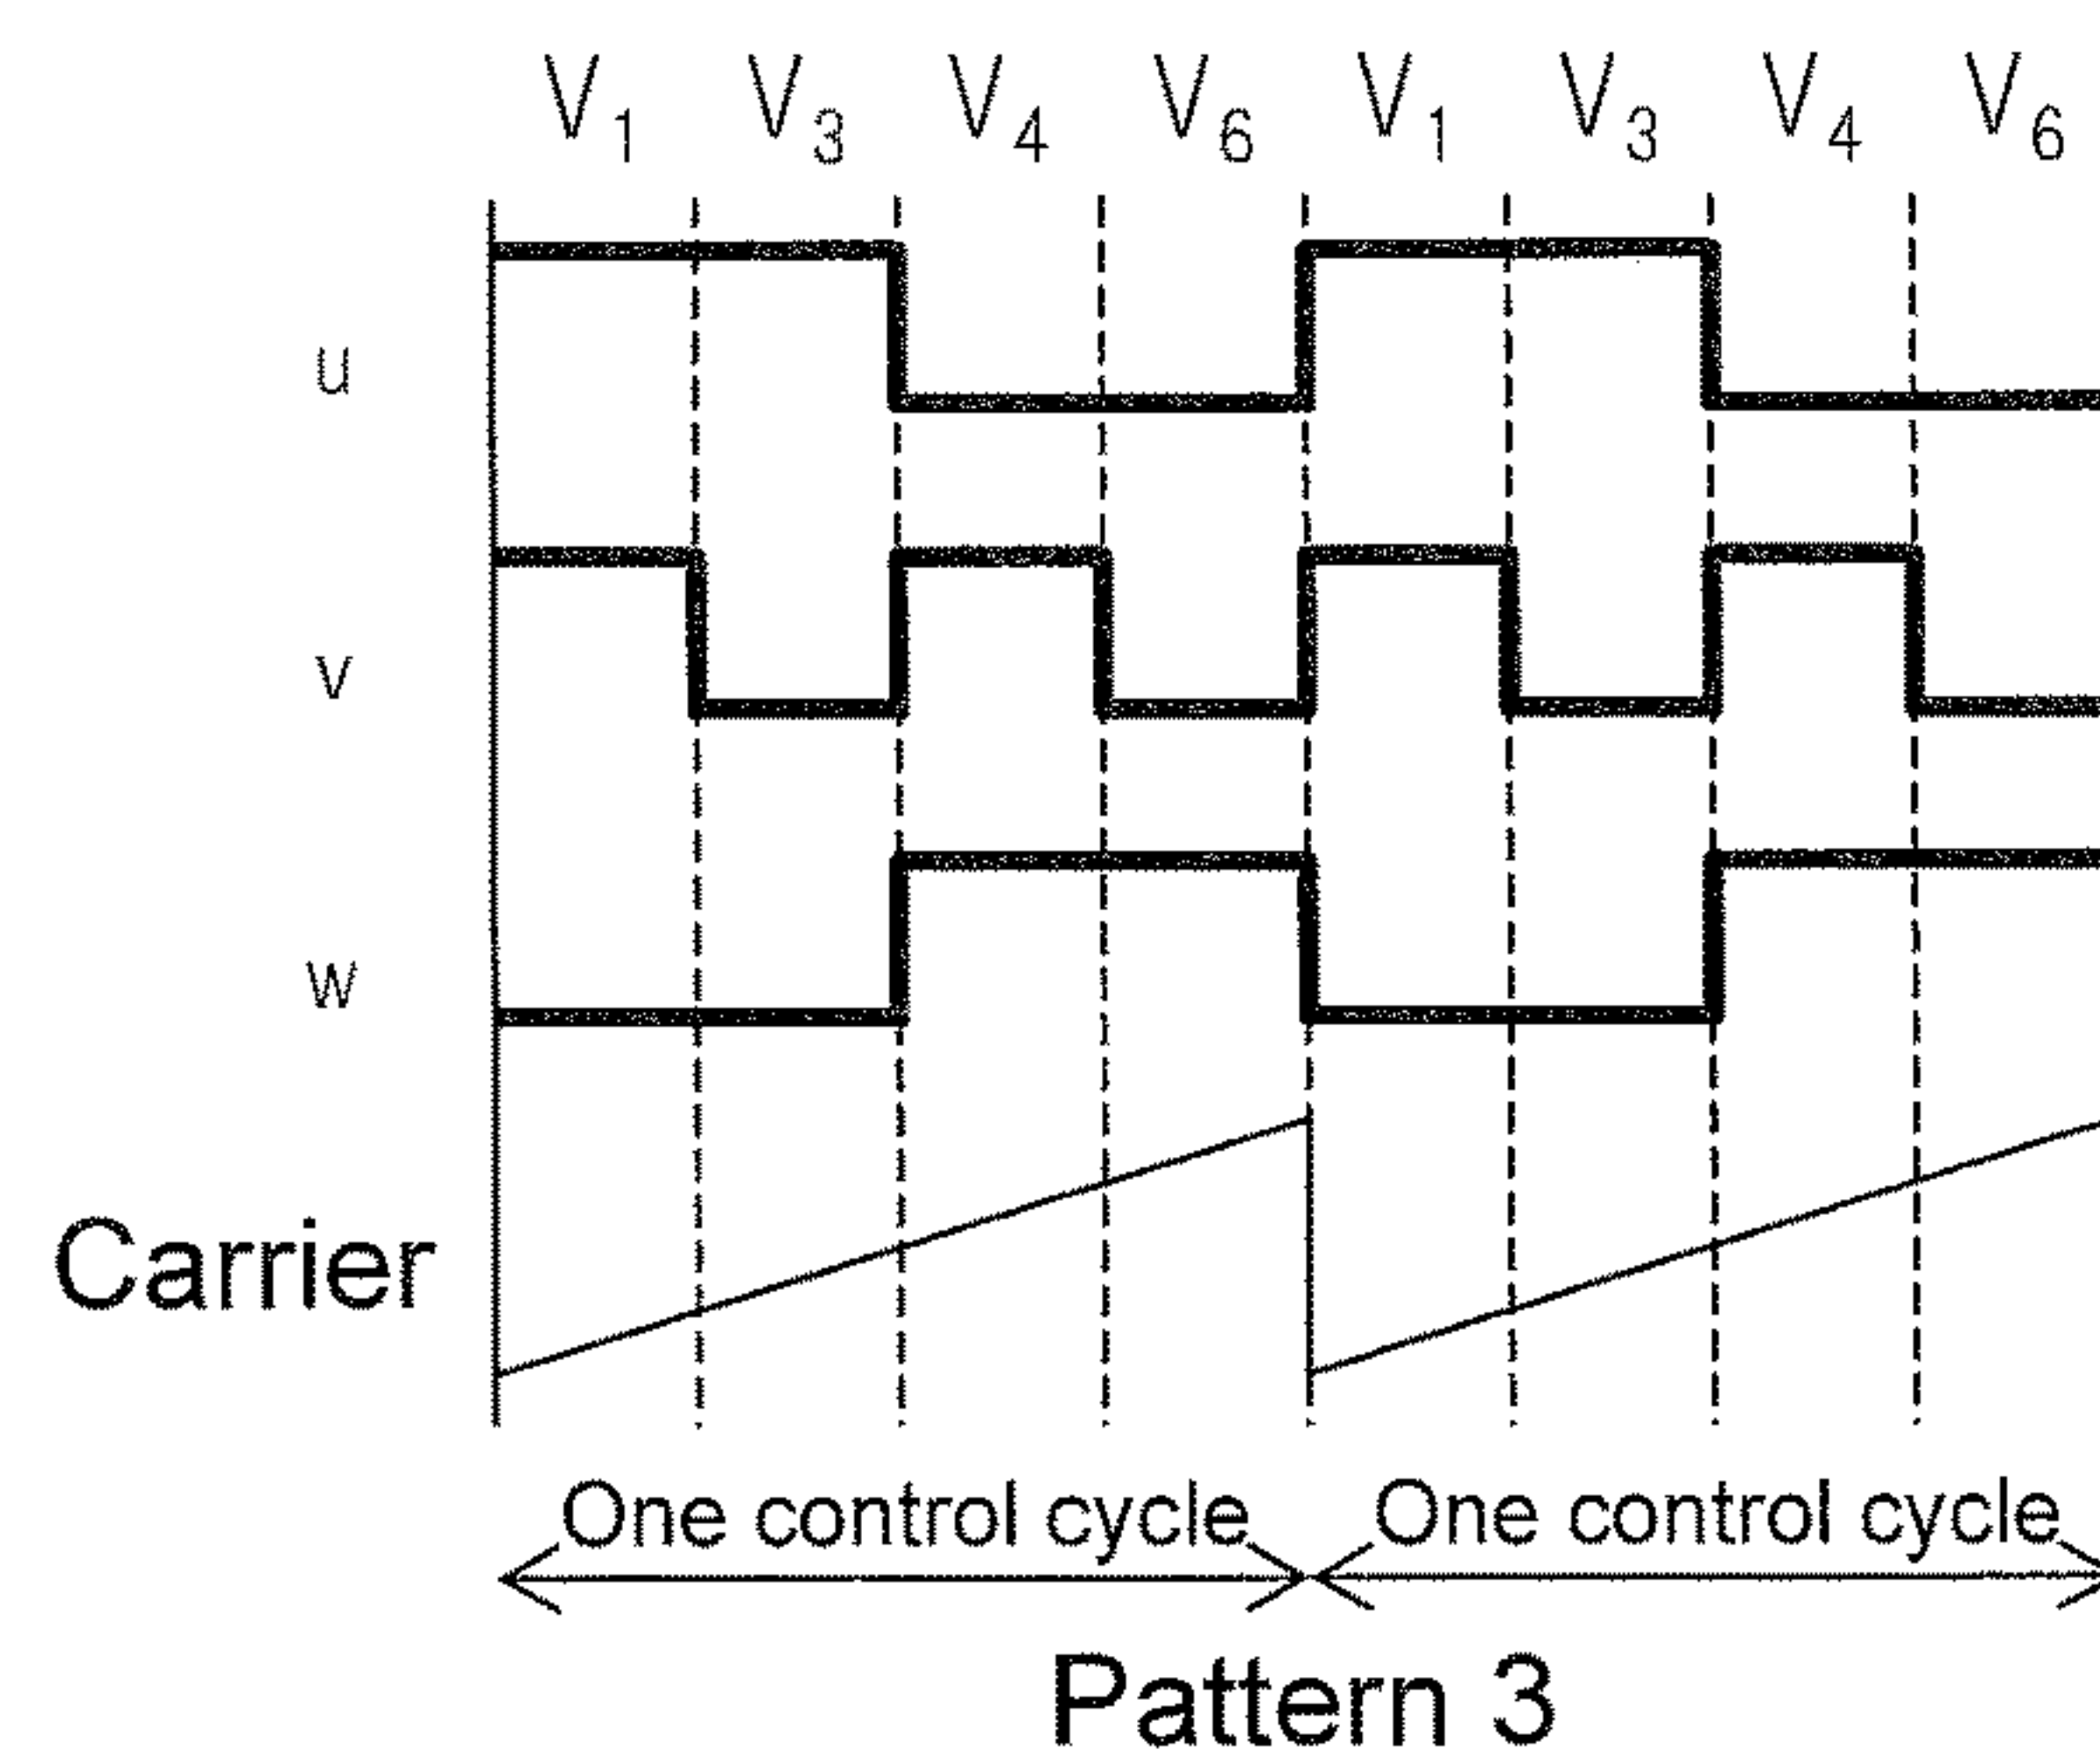 V1 V3 V4 V6 V1 V3 V4 V6
u
v
w
Carrier
One control cycle One control cycle
Pattern 3